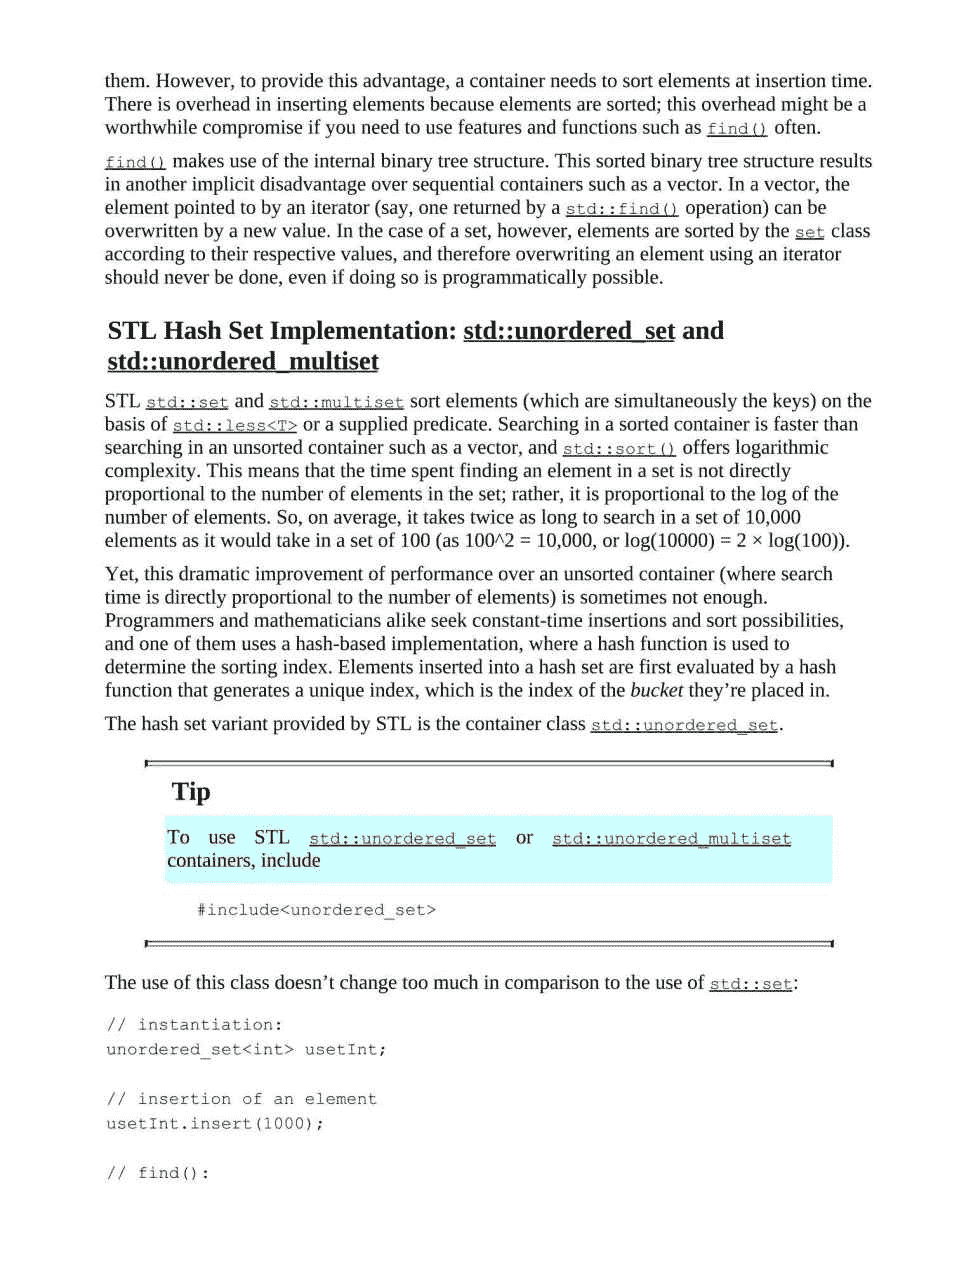 them. However, to provide this advantage, a container needs to sort elements at insertion time.
There is overhead in inserting elements because elements are sorted; this overhead might be a
worthwhile compromise if you need to use features and functions such as find() often.
find() makes use of the internal binary tree structure. This sorted binary tree structure results
in another implicit disadvantage over sequential containers such as a vector. In a vector, the
element pointed to by an iterator (say, one returned by a std::find() operation) can be
overwritten by a new value. In the case of a set, however, elements are sorted by the set class
according to their respective values, and therefore overwriting an element using an iterator
should never be done, even if doing so is programmatically possible.
STL Hash Set Implementation: std::unordered_set and
std::unordered_multiset
STL std::set and std::multiset sort elements (which are simultaneously the keys) on the
basis of std::less<T> or a supplied predicate. Searching in a sorted container is faster than
searching in an unsorted container such as a vector, and std::sort() offers logarithmic
complexity. This means that the time spent finding an element in a set is not directly
proportional to the number of elements in the set; rather, it is proportional to the log of the
number of elements. So, on average, it takes twice as long to search in a set of 10,000
elements as it would take in a set of 100 (as 100^2 = 10,000, or log(10000) = 2 × log(100)).
Yet, this dramatic improvement of performance over an unsorted container (where search
time is directly proportional to the number of elements) is sometimes not enough.
Programmers and mathematicians alike seek constant-time insertions and sort possibilities,
and one of them uses a hash-based implementation, where a hash function is used to
determine the sorting index. Elements inserted into a hash set are first evaluated by a hash
function that generates a unique index, which is the index of the bucket they’re placed in.
The hash set variant provided by STL is the container class std::unordered_set.
Tip
To use STL std::unordered_set or std::unordered_multiset
containers, include
#include<unordered_set>
The use of this class doesn’t change too much in comparison to the use of std::set:
// instantiation:
unordered_set<int> usetInt;
// insertion of an element
usetInt.insert(1000);
// find():